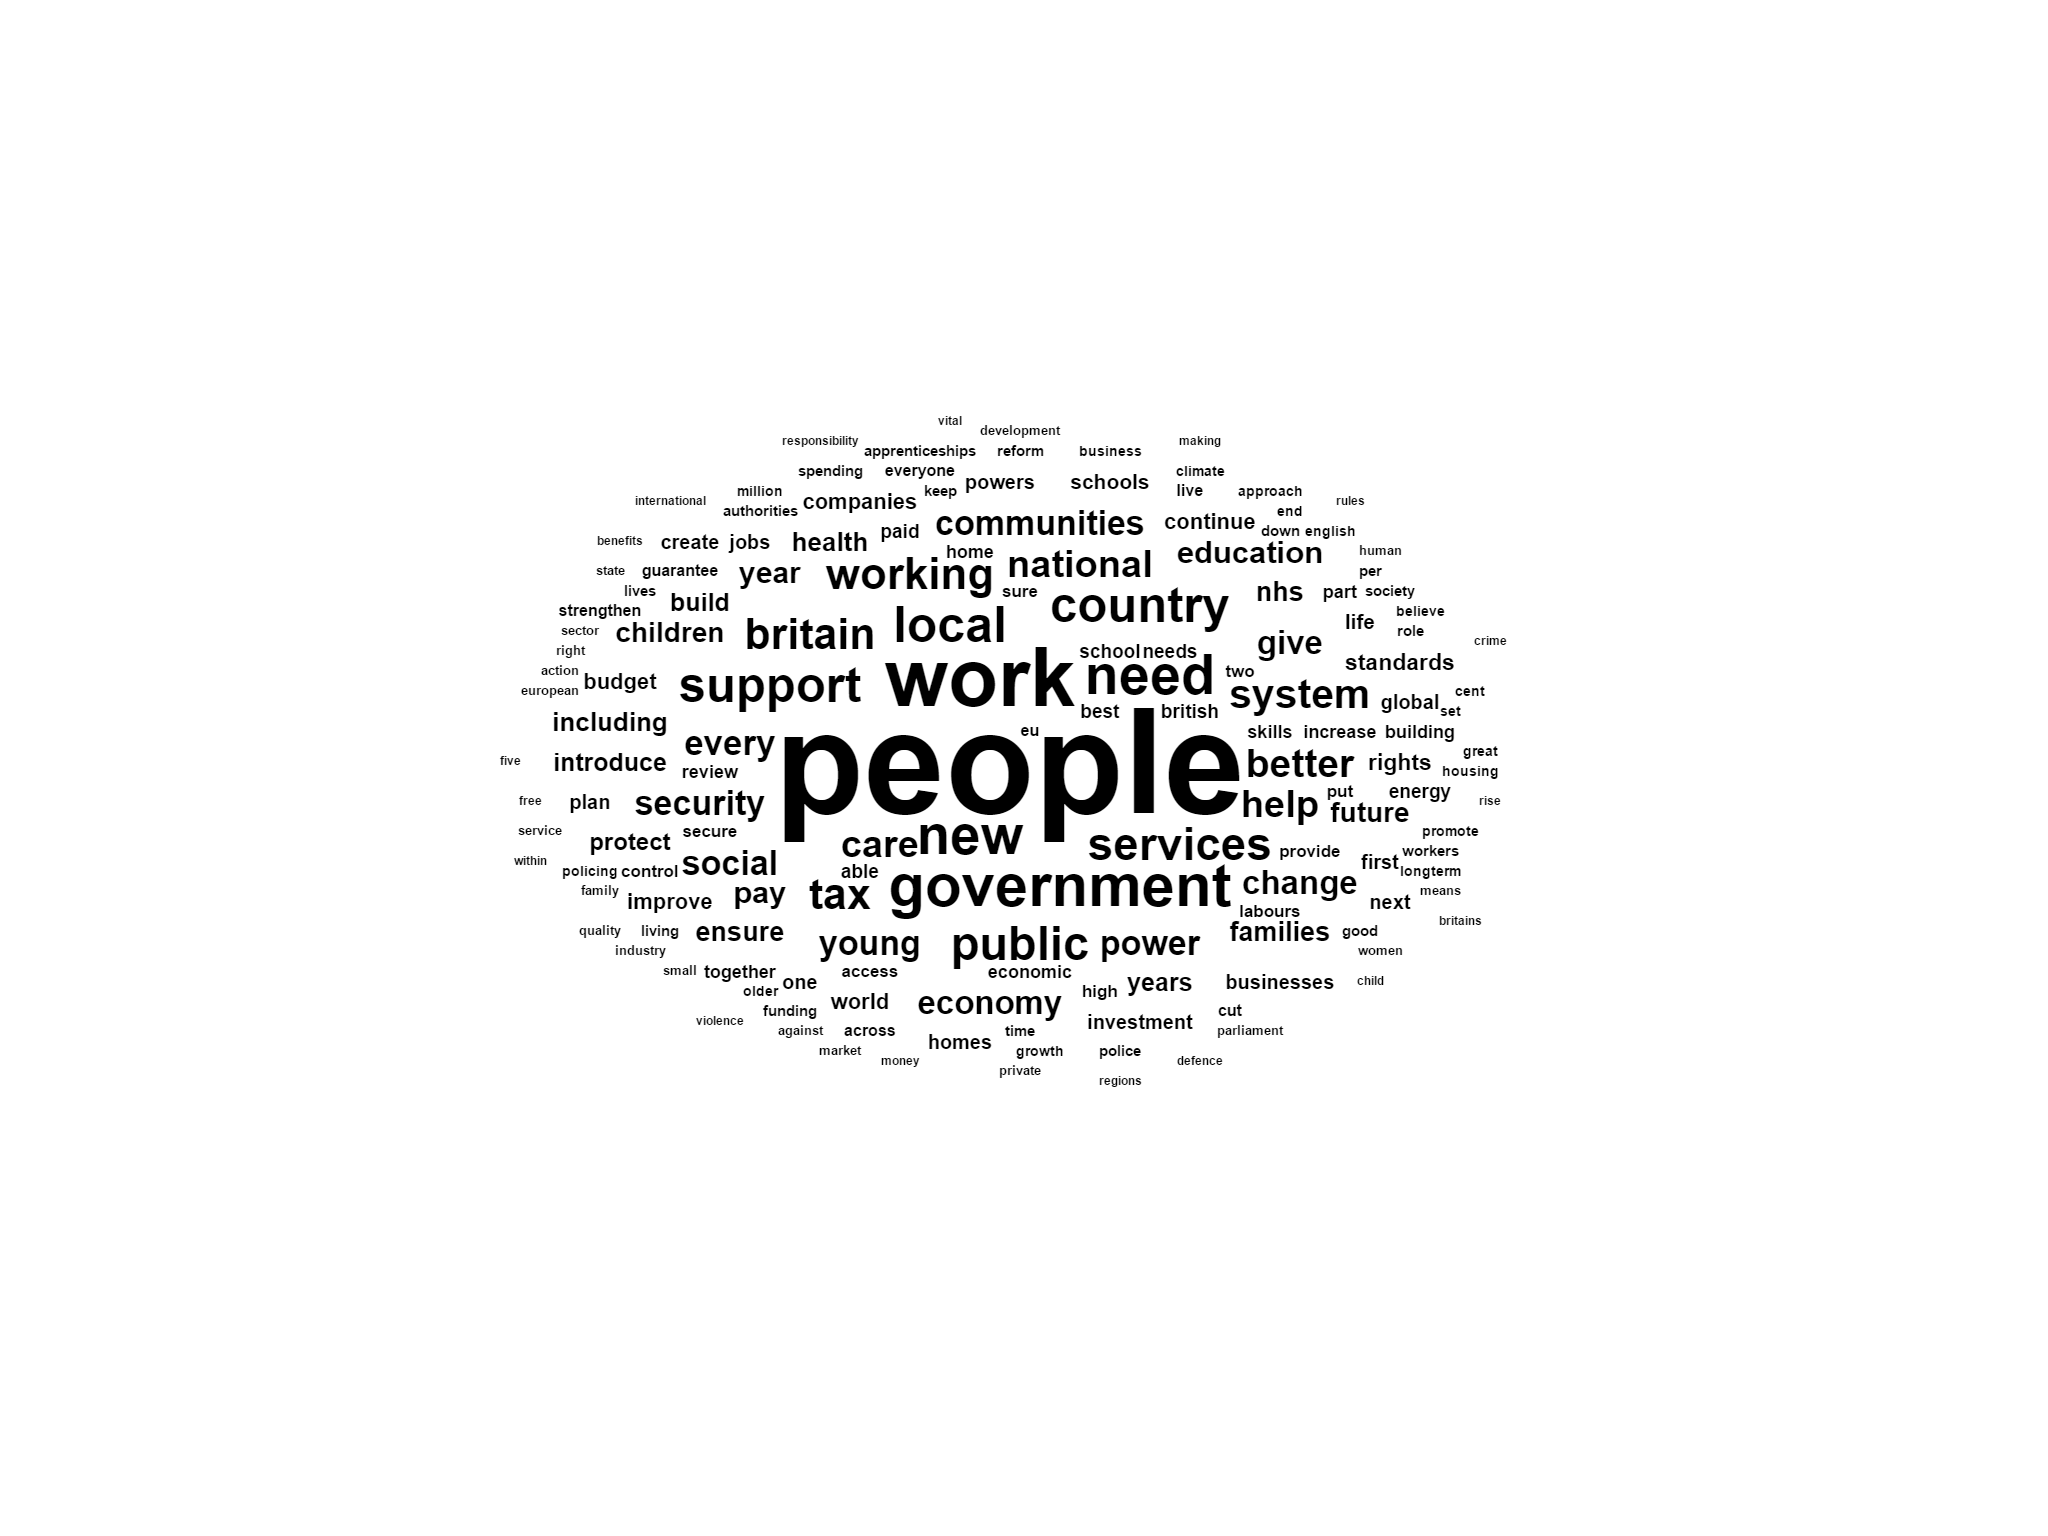 vital
development
responsibility making
apprenticeships reform business
spending everyone climate
powers schools
million keep live approach
international companies rules
authorities end
communities continue
paid down english
benefits create jobs health
home education human
national
state guarantee year working per
lives sure nhs part society
strengthen build country believe
life
sector children britain local role
give crime
right school needs
action two standards
european budget support work need system cent
global
best british set
including
eu skills increase building
every great
five introduce review people better rights housing
put energy
free plan security help future rise
service secure promote
protect care new services provide workers
within social first
policing control able longterm
family pay tax government change means
improve next
labours
quality living ensure families good britains
industry young public power women
small together access economic
one years businesses child
older high
world economy
funding cut
violence investment
against across time parliament
homes
market growth police
money defence
private
regions